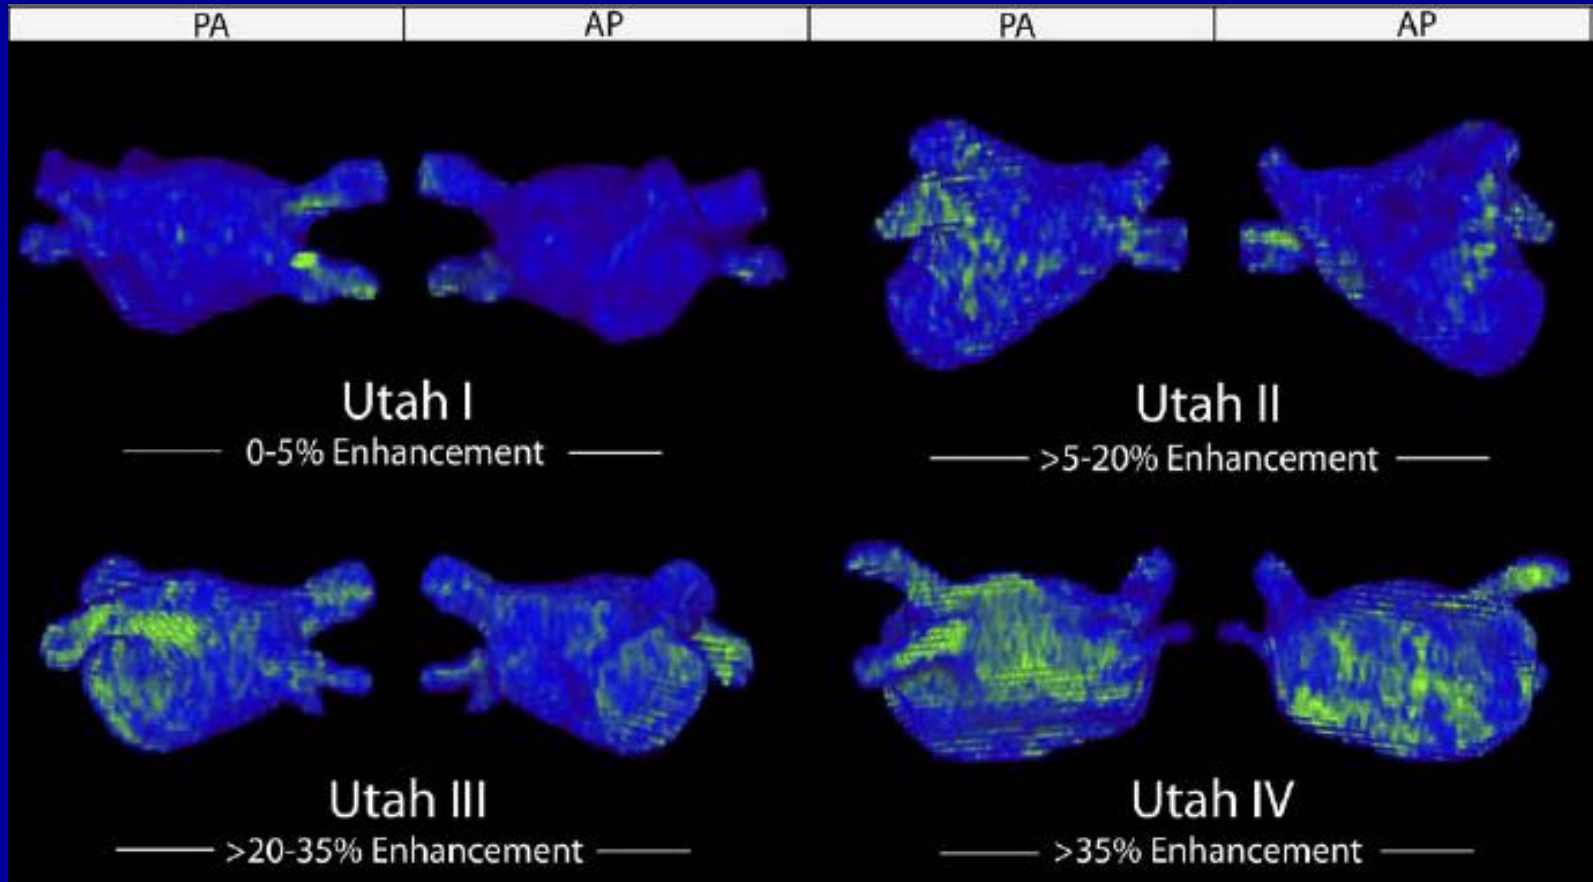 PA AP PA AP
Utah I
0-5% Enhancement
Utah II
>5-20% Enhancement
Utah III
>20-35% Enhancement
Utah IV
>35% Enhancement